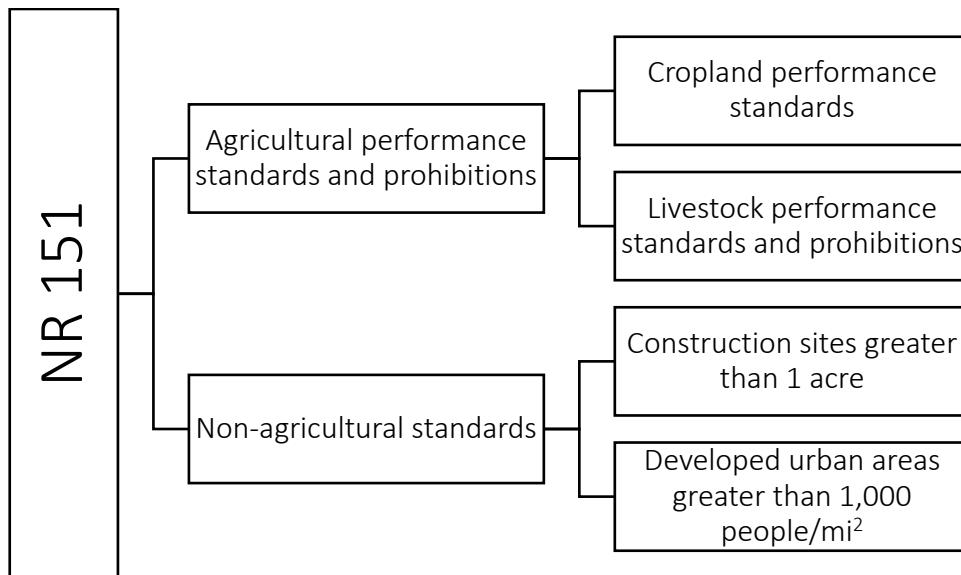 NR 151
Agricultural performance
standards and prohibitions
Cropland performance
standards
Livestock performance
standards and prohibitions
Non-agricultural standards
Construction sites greater
than 1 acre
Developed urban areas
greater than 1,000
people/mi²